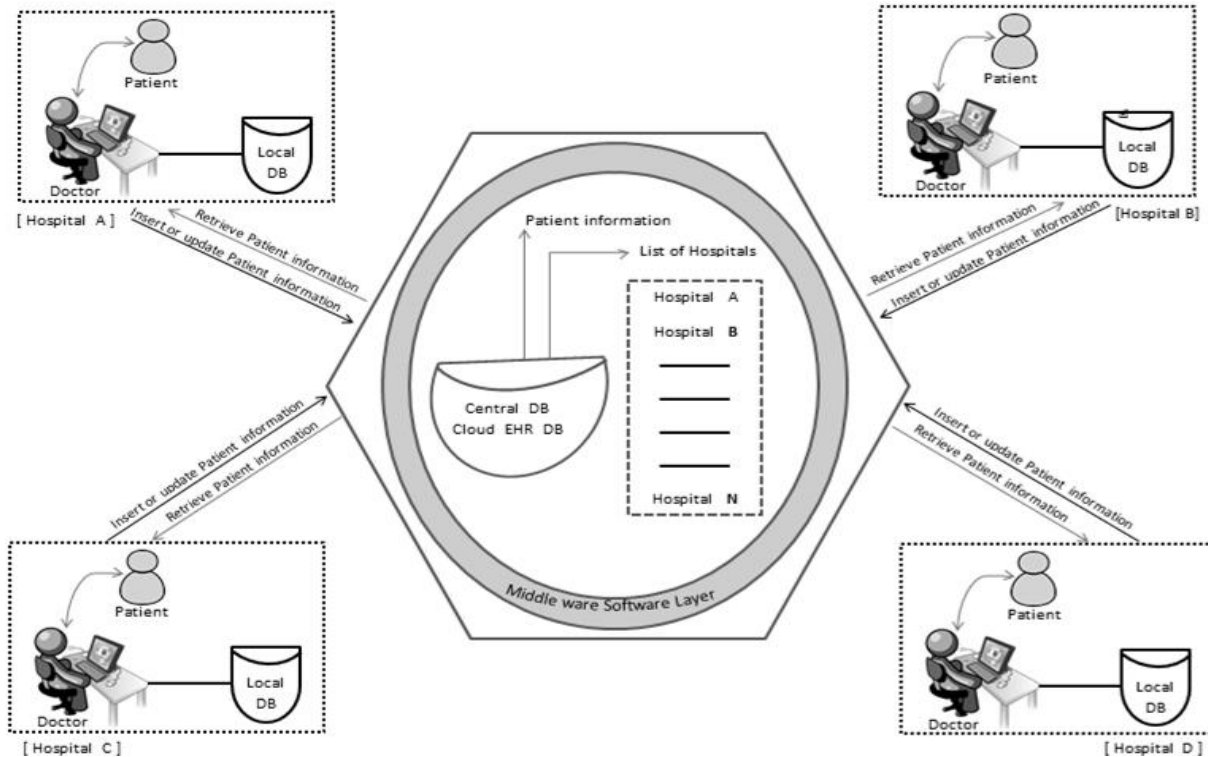 Patient
Local
DB
Doctor
[ Hospital A ]
Retrieve Patient information
Insert or update Patient information
Patient
Local
DB
Doctor
[Hospital B]
Retrieve Patient information
Insert or update Patient information
Patient information
List of Hospitals
Hospital A
Hospital B
Hospital N
Central DB
Cloud EHR DB
Middle ware Software Layer
Insert or update Patient information
Retrieve Patient information
Patient
Local
DB
Doctor
[ Hospital C ]
Insert or update Patient information
Retrieve Patient information
Patient
Local
DB
Doctor
[ Hospital D ]